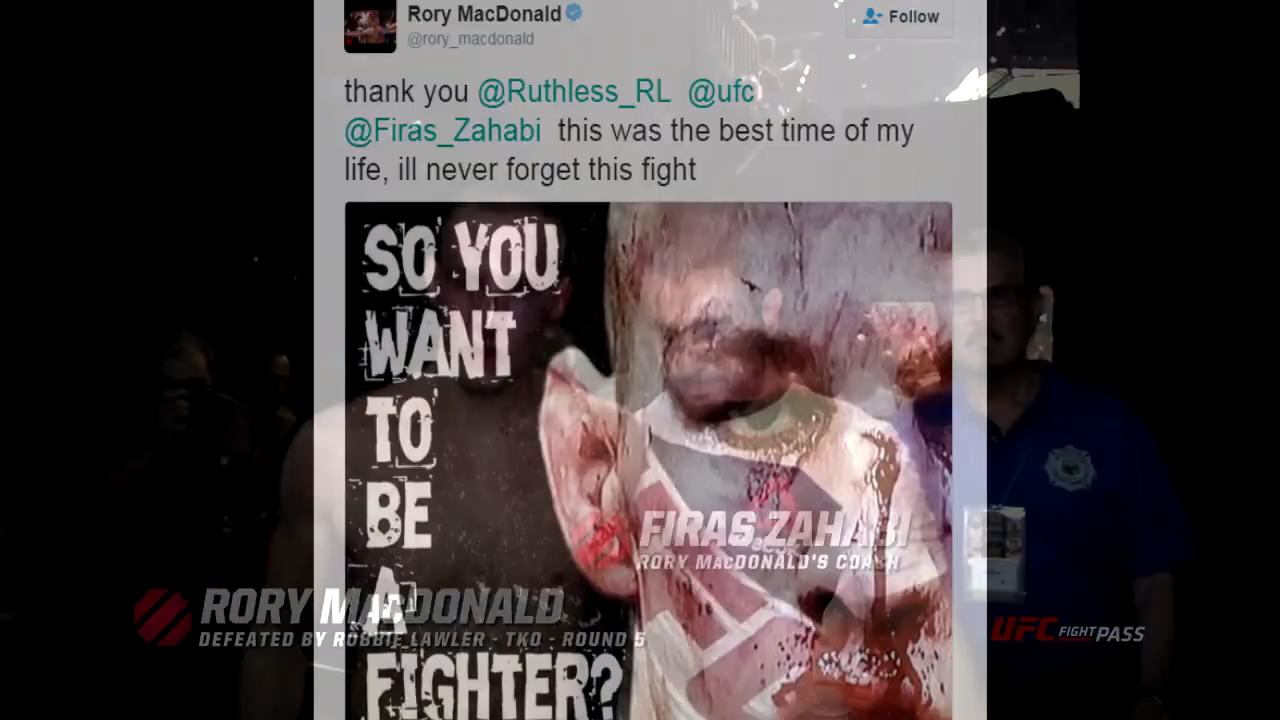 Rory MacDonald
Follow
@rory_macdonald
thank you @Ruthless_RL @ufc
@Firas_Zahabi this was the best time of my
life, ill never forget this fight
SO YOU
WANT
TO
BE
A
FIGHTER?
FIRAS ZAHABI
RORY MACDONALD'S COACH
RORY MACDONALD
DEFEATED BY ROBBIE LAWLER - TKO - ROUND 5
UFC FIGHT PASS